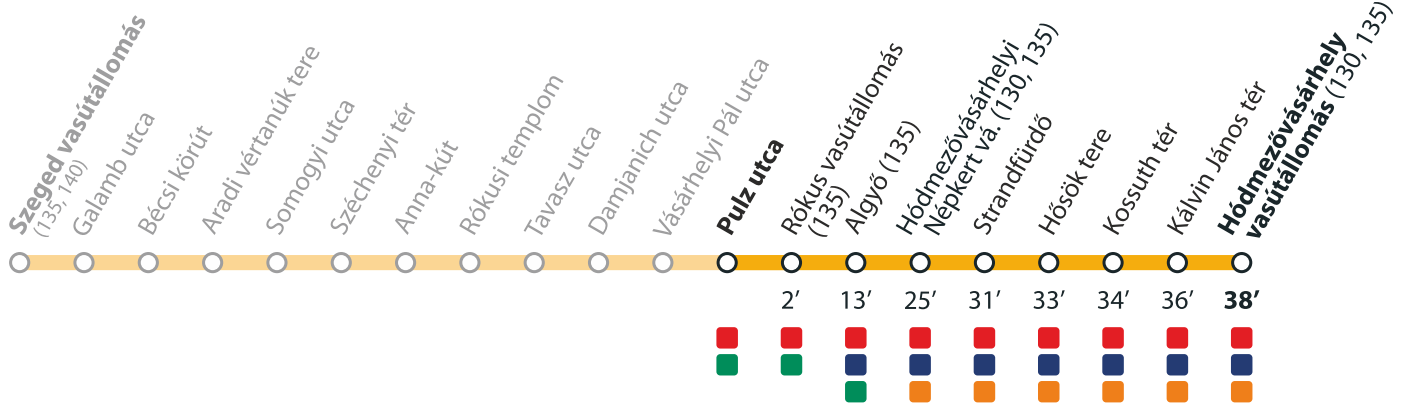 Szeged vasútállomás
(135, 140)
Galamb utca
Bécsi körút
Aradi vértanúk tere
Somogyi utca
Széchenyi tér
Anna-kút
Rókusi templom
Tavasz utca
Damjanich utca
Vásárhelyi Pál utca
Pulz utca
Rókus vasútállomás
(135)
Algyő (135)
Hódmezővásárhelyi
Népkert vá. (130, 135)
Strandfürdő
Hősök tere
Kossuth tér
Kálvin János tér
Hódmezővásárhely
vasútállomás (130, 135)
2′ 13′ 25′ 31′ 33′ 34′ 36′ 38′